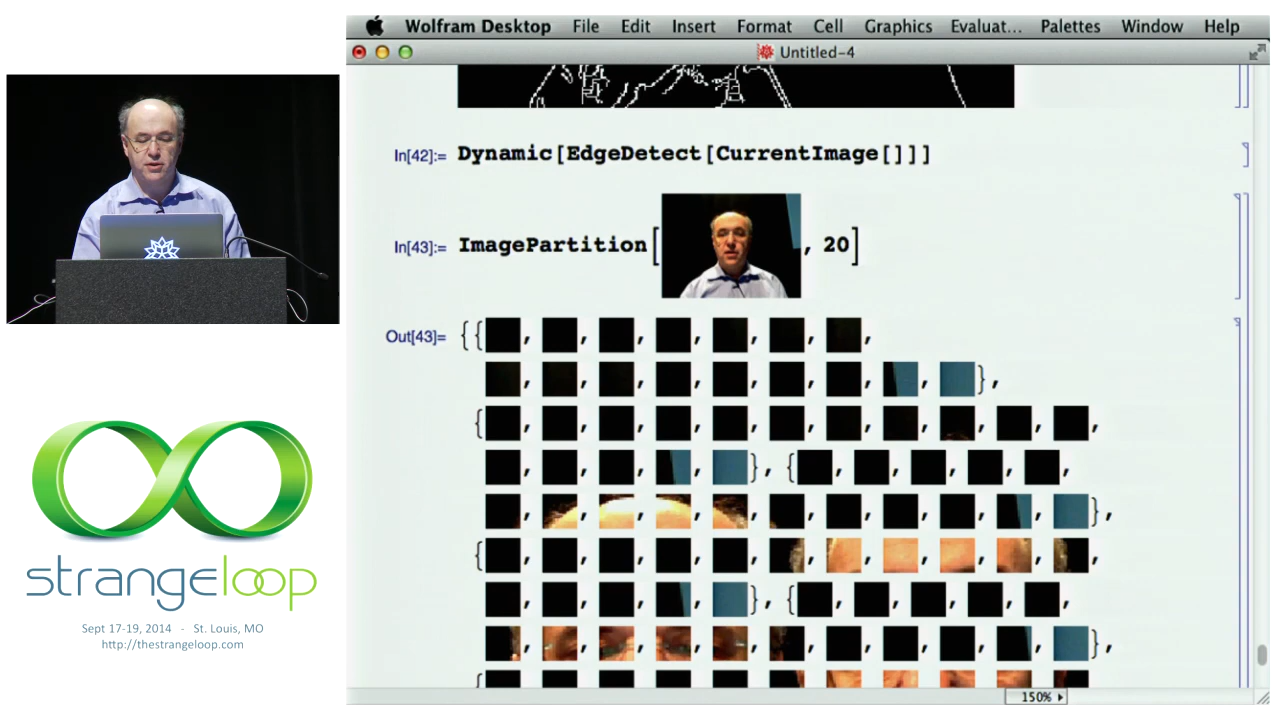 Wolfram Desktop File Edit Insert Format Cell Graphics Evaluat... Palettes Window Help
Untitled-4
In[42]:= Dynamic[EdgeDetect[CurrentImage[]]]
In[43]:= ImagePartition[ , 20]
Out[43]= {{ , , , , , , ,
, , , , , , , , },
{ , , , , , , , , , , ,
, , , , }, { , , , , ,
, , , , , , , , , , },
{ , , , , , , , , , , ,
, , , , }, { , , , , ,
, , , , , , , , , , },
{ , , , , , , , , , , ,
150%
strangeloop
Sept 17-19, 2014 - St. Louis, MO
http://thestrangeloop.com